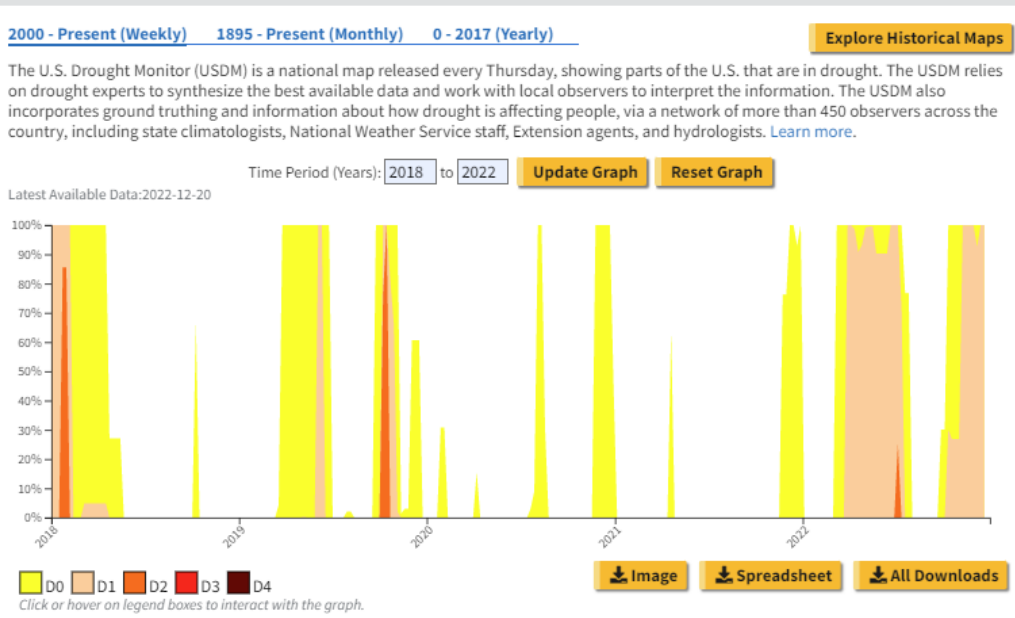 2000 - Present (Weekly) 1895 - Present (Monthly) 0 - 2017 (Yearly) Explore Historical Maps
The U.S. Drought Monitor (USDM) is a national map released every Thursday, showing parts of the U.S. that are in drought. The USDM relies
on drought experts to synthesize the best available data and work with local observers to interpret the information. The USDM also
incorporates ground truthing and information about how drought is affecting people, via a network of more than 450 observers across the
country, including state climatologists, National Weather Service staff, Extension agents, and hydrologists. Learn more.
Time Period (Years): 2018 to 2022 Update Graph Reset Graph
Latest Available Data:2022-12-20
100%
90%
80%
70%
60%
50%
40%
30%
20%
10%
0%
2018 2019 2020 2021 2022
D0 D1 D2 D3 D4
Image Spreadsheet All Downloads
Click or hover on legend boxes to interact with the graph.